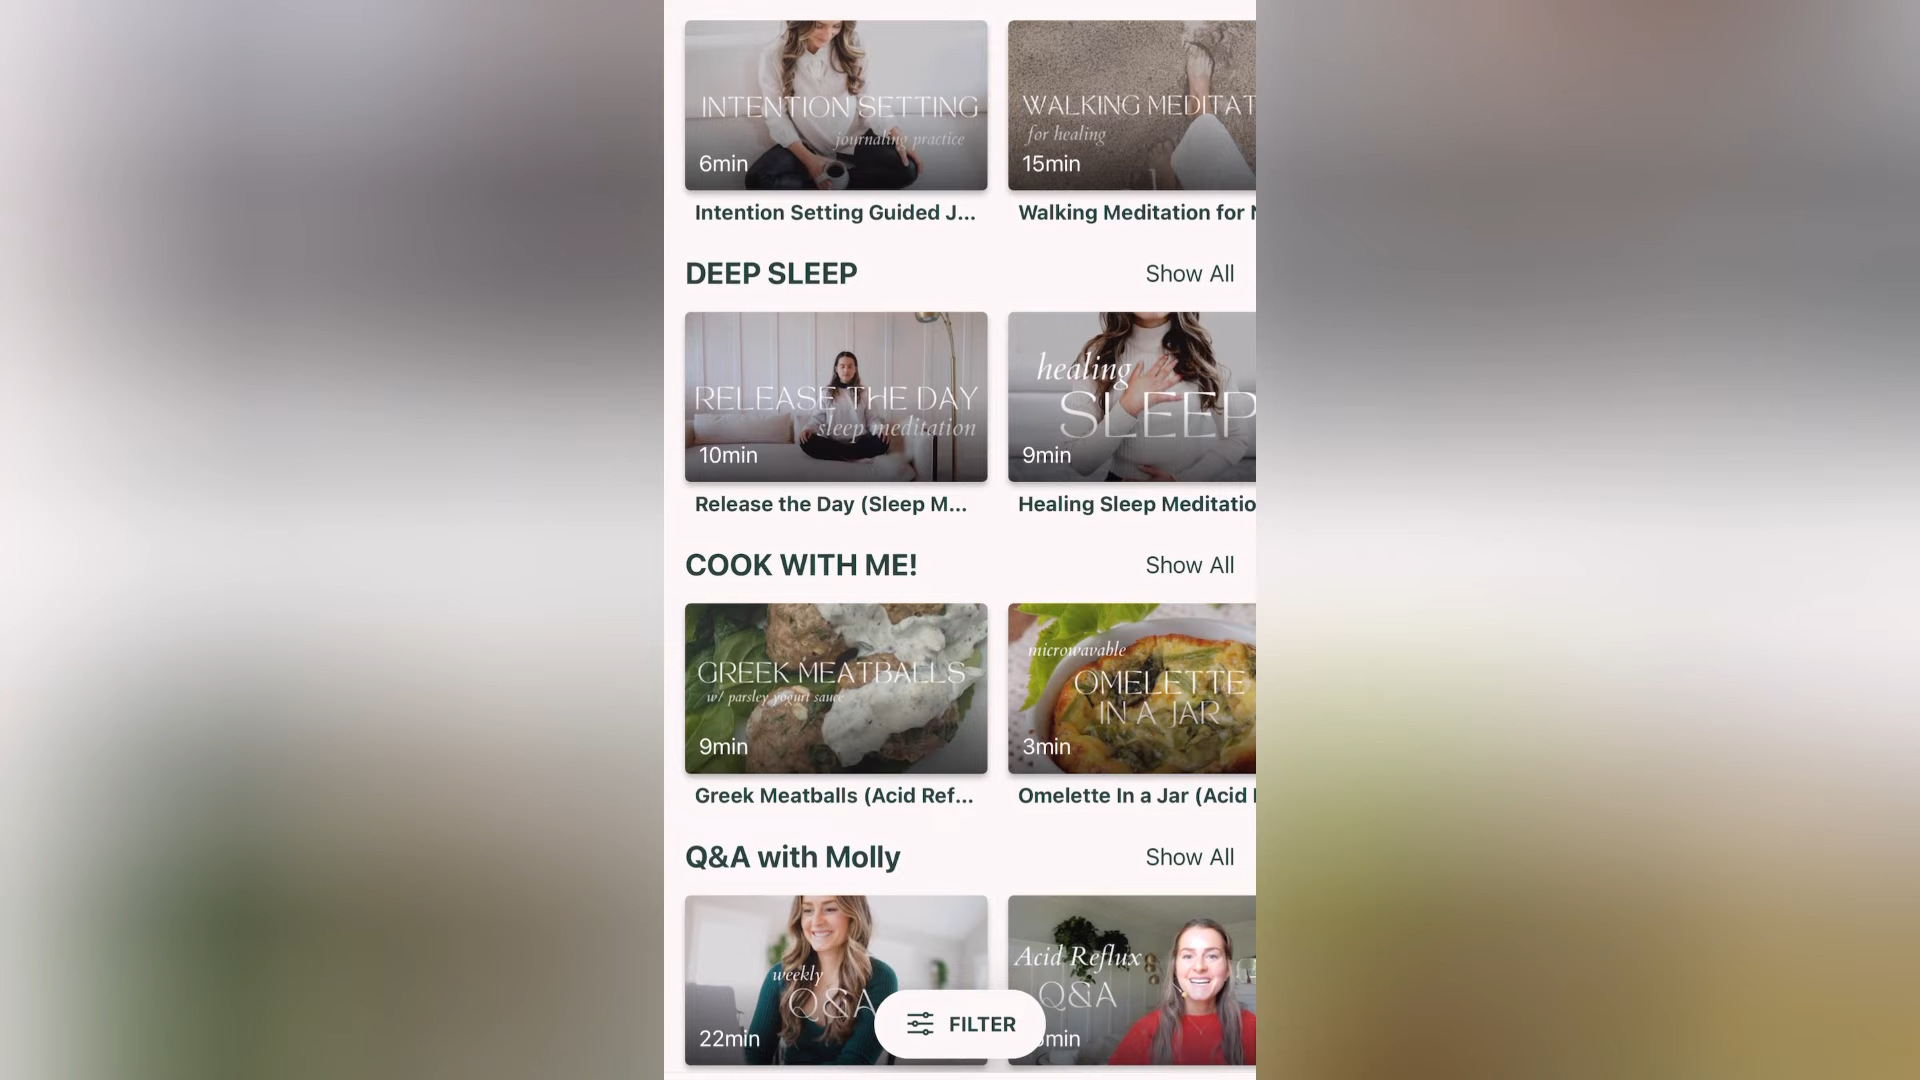 INTENTION SETTING
journaling practice
6min
Intention Setting Guided J...
WALKING MEDITAT
for healing
15min
Walking Meditation for
DEEP SLEEP
Show All
RELEASE THE DAY
sleep meditation
10min
Release the Day (Sleep M...
healing
SLEEP
9min
Healing Sleep Meditatio
COOK WITH ME!
Show All
GREEK MEATBALLS
w/ parsley yogurt sauce
9min
Greek Meatballs (Acid Ref...
microwavable
OMELETTE
IN A JAR
3min
Omelette In a Jar (Acid
Q&A with Molly
Show All
weekly
Q&A
22min
Acid Reflux
Q&A
min
FILTER